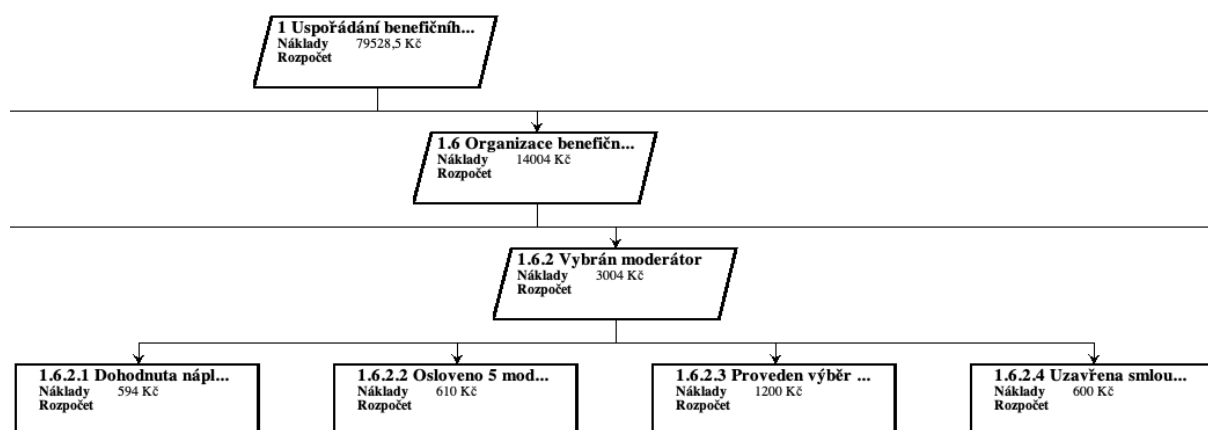 1 Uspořádání benefičníh...
Náklady 79528,5 Kč
Rozpočet
1.6 Organizace benefičn...
Náklady 14004 Kč
Rozpočet
1.6.2 Vybrán moderátor
Náklady 3004 Kč
Rozpočet
1.6.2.1 Dohodnuta nápl...
Náklady 594 Kč
Rozpočet
1.6.2.2 Osloveno 5 mod...
Náklady 610 Kč
Rozpočet
1.6.2.3 Proveden výběr ...
Náklady 1200 Kč
Rozpočet
1.6.2.4 Uzavřena smlou...
Náklady 600 Kč
Rozpočet